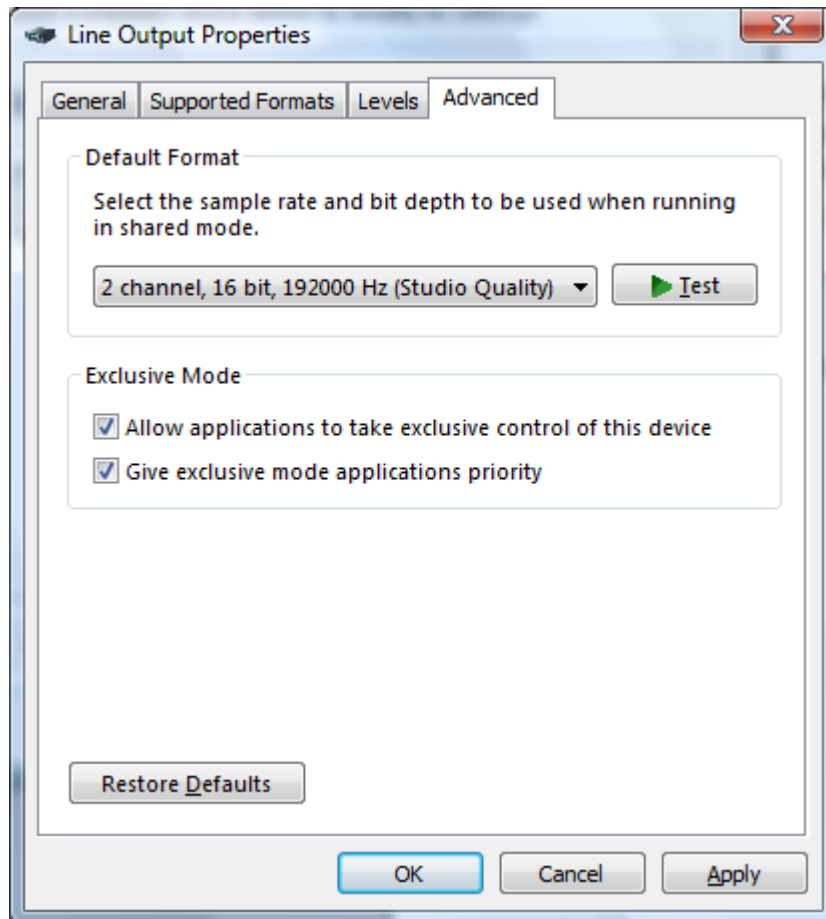 Line Output Properties
General Supported Formats Levels Advanced
Default Format
Select the sample rate and bit depth to be used when running
in shared mode.
2 channel, 16 bit, 192000 Hz (Studio Quality) Test
Exclusive Mode
Allow applications to take exclusive control of this device
Give exclusive mode applications priority
Restore Defaults
OK Cancel Apply